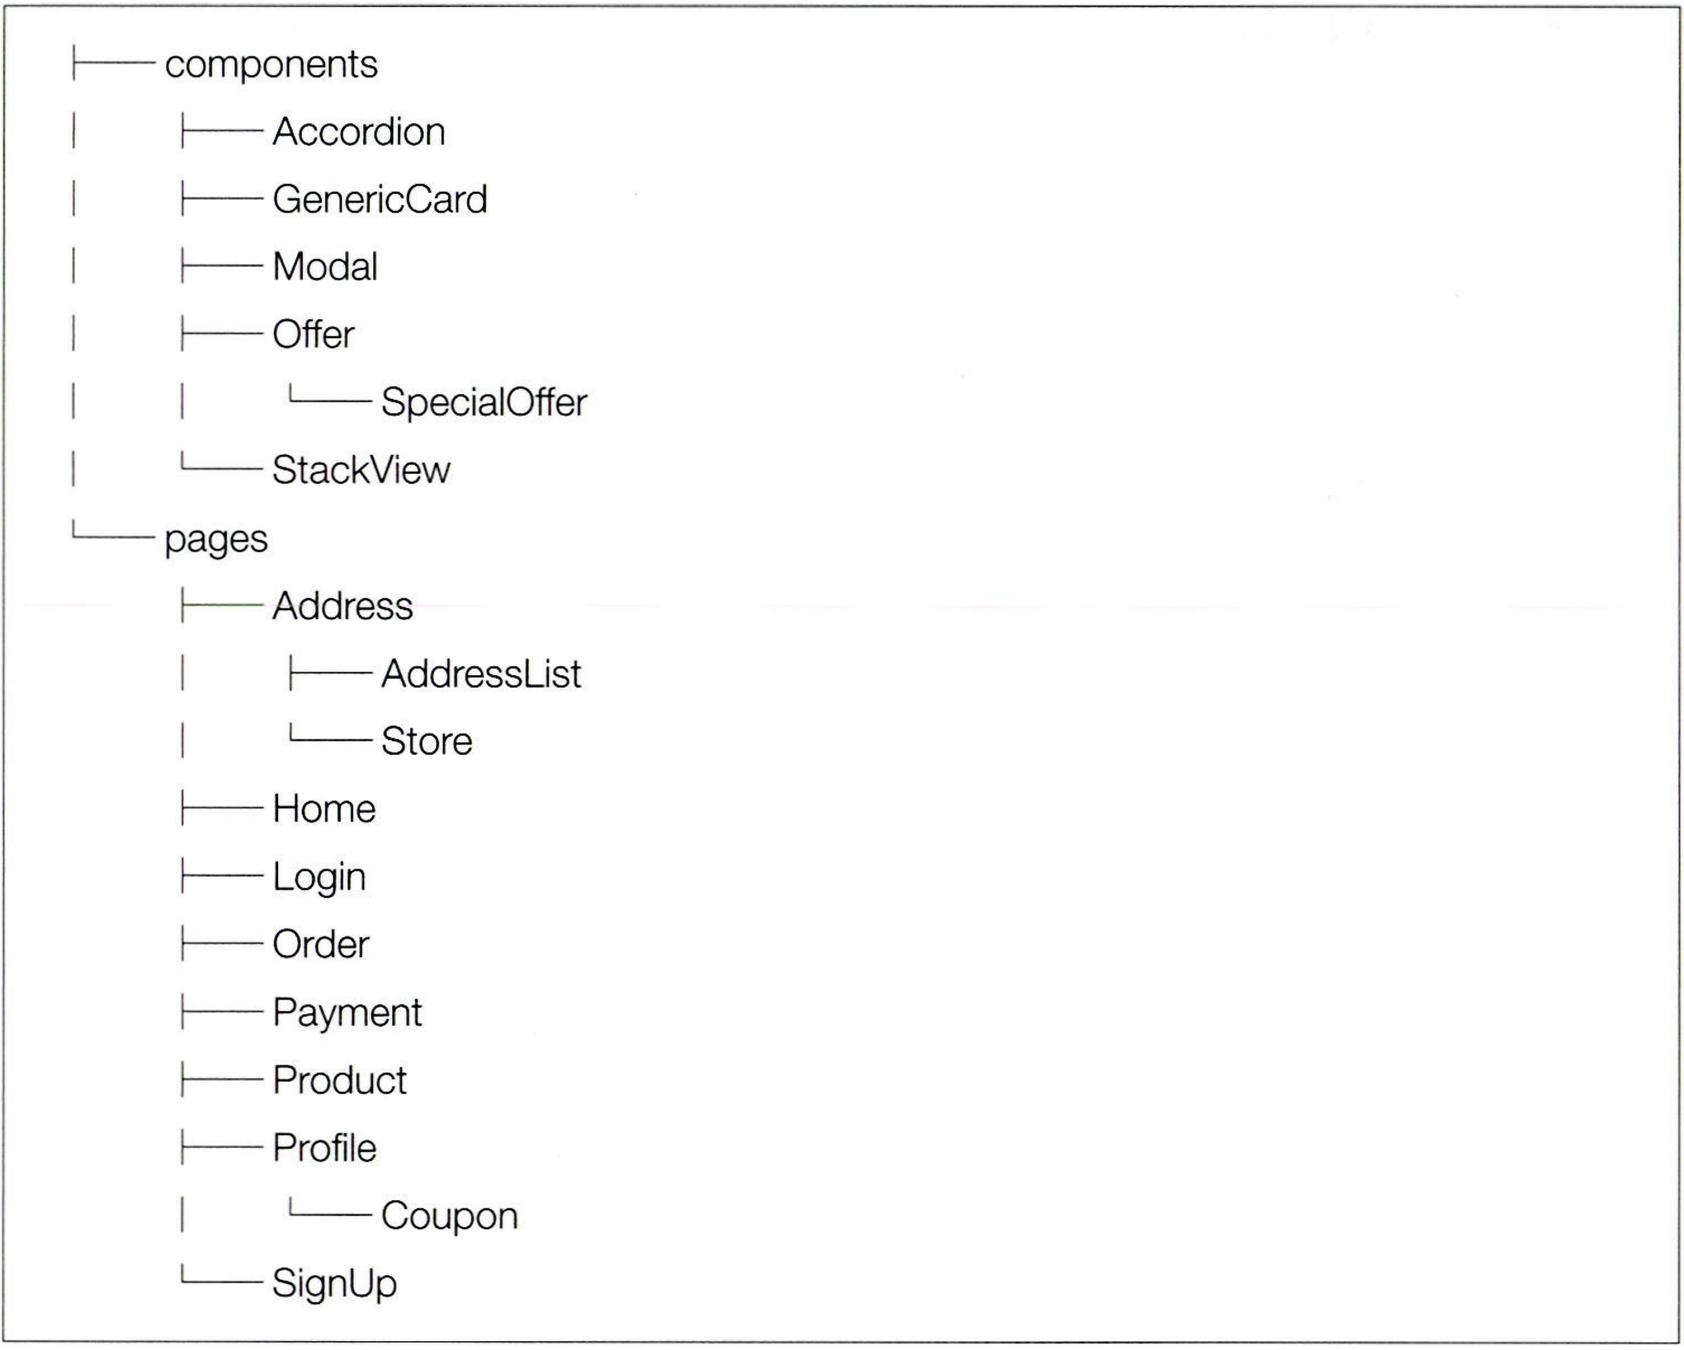 ├── components
│   ├── Accordion
│   ├── GenericCard
│   ├── Modal
│   ├── Offer
│   │   └── SpecialOffer
│   └── StackView
└── pages
    ├── Address
    │   ├── AddressList
    │   └── Store
    ├── Home
    ├── Login
    ├── Order
    ├── Payment
    ├── Product
    ├── Profile
    │   └── Coupon
    └── SignUp